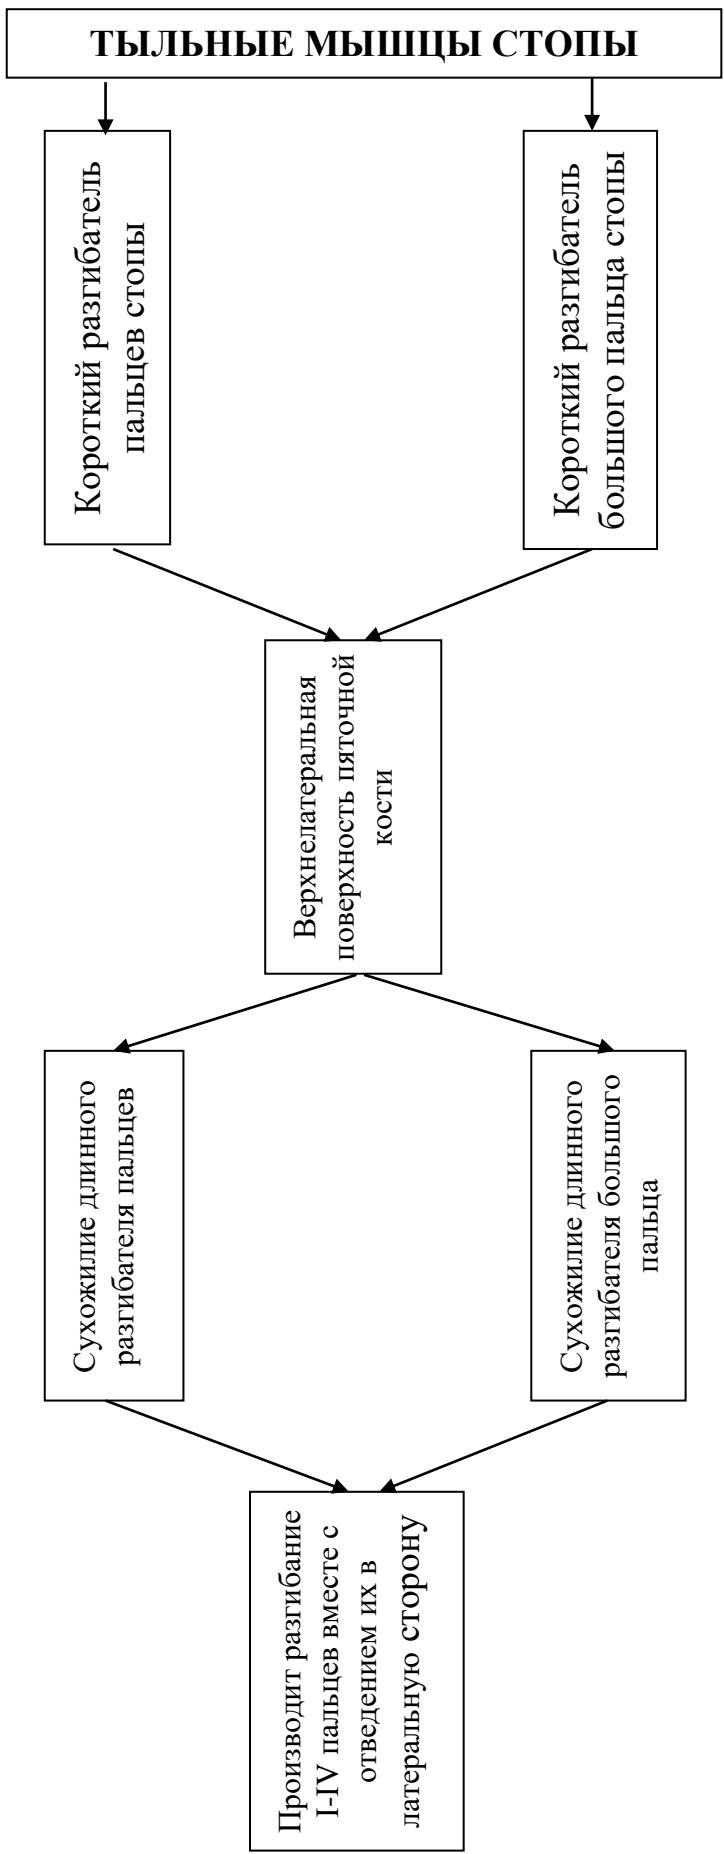 ТЫЛЬНЫЕ МЫШЦЫ СТОПЫ
Короткий разгибатель
пальцев стопы
Короткий разгибатель
большого пальца стопы
Верхнелатеральная
поверхность пяточной
кости
Сухожилие длинного
разгибателя пальцев
Сухожилие длинного
разгибателя большого
пальца
Производит разгибание
I-IV пальцев вместе с
отведением их в
латеральную сторону